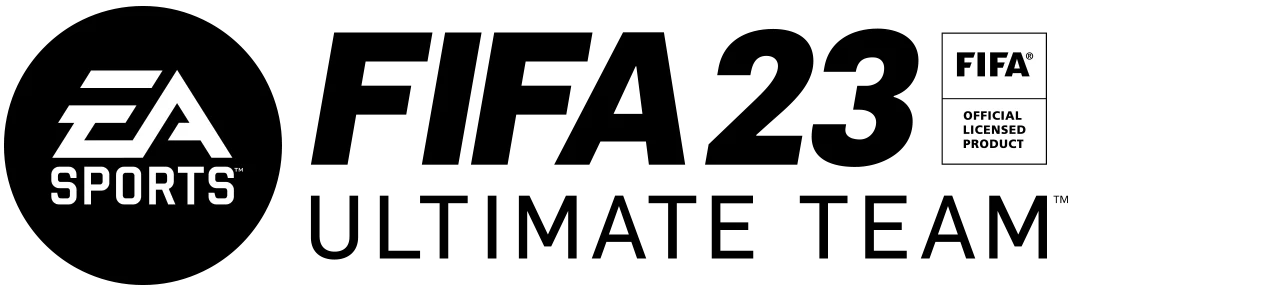 EA
SPORTS™
FIFA 23
ULTIMATE TEAM™
FIFA®
OFFICIAL
LICENSED
PRODUCT